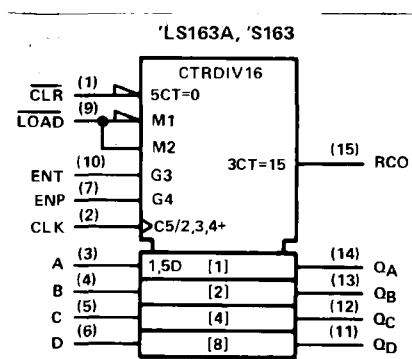 'LS163A, 'S163
CTRDIV16
CLR (1) 5CT=0
LOAD (9) M1
M2
3CT=15 (15) RCO
ENT (10) G3
ENP (7) G4
CLK (2) C5/2,3,4+
A (3) 1,5D [1] (14) QA
B (4) [2] (13) QB
C (5) [4] (12) QC
D (6) [8] (11) QD